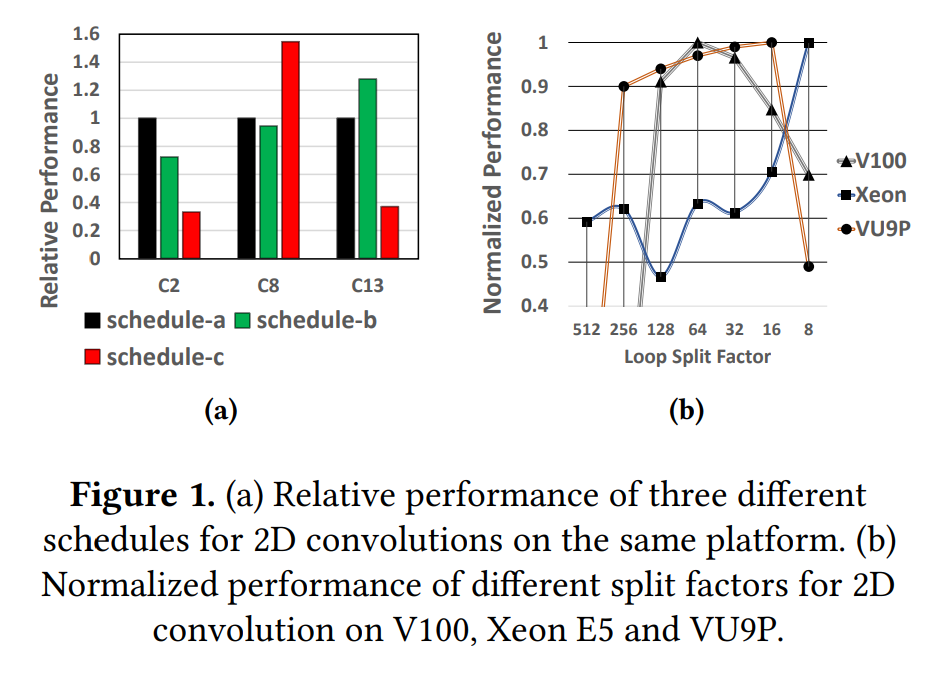 Relative Performance
1.6
1.4
1.2
1
0.8
0.6
0.4
0.2
0
C2 C8 C13
schedule-a schedule-b
schedule-c
(a)
Normalized Performance
1
0.9
0.8
0.7
0.6
0.5
0.4
512 256 128 64 32 16 8
Loop Split Factor
V100
Xeon
VU9P
(b)
Figure 1. (a) Relative performance of three different
schedules for 2D convolutions on the same platform. (b)
Normalized performance of different split factors for 2D
convolution on V100, Xeon E5 and VU9P.